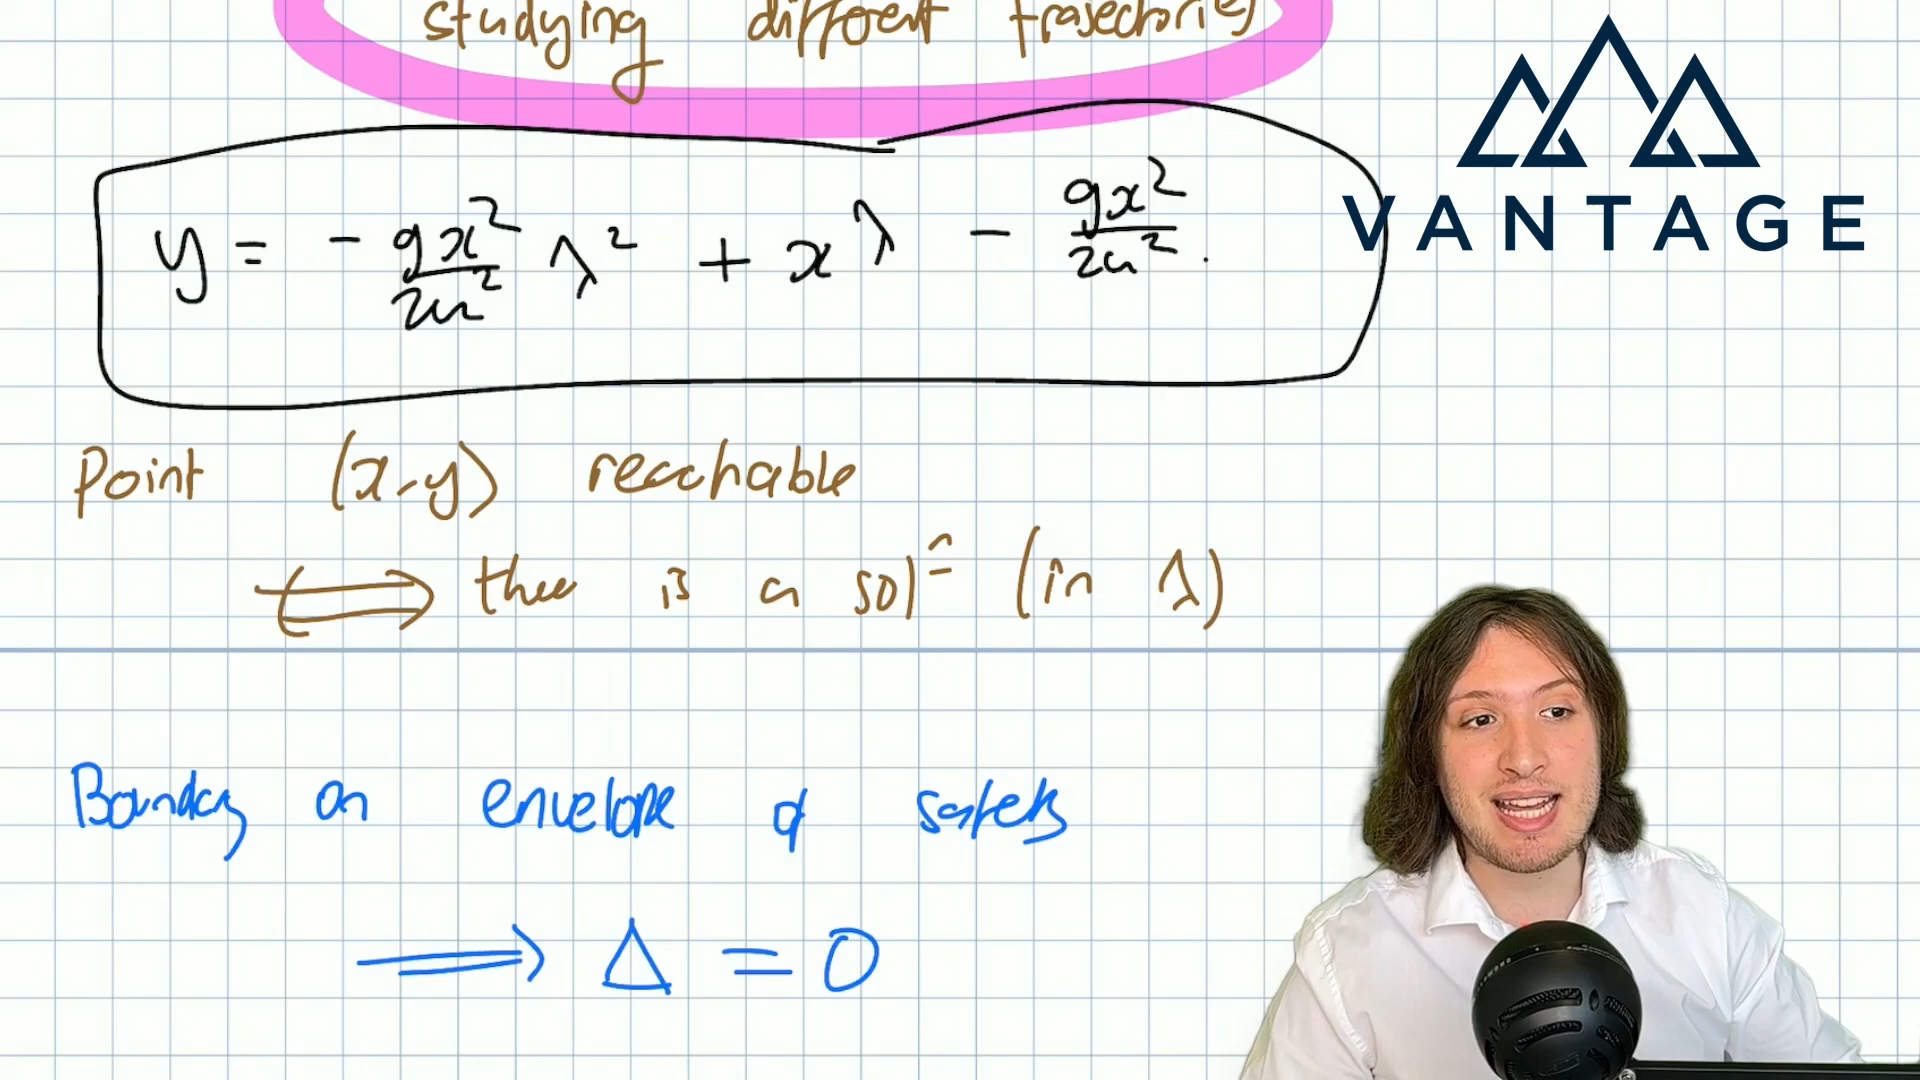 studying different trajectories
VANTAGE
y = - gx²/2u² λ² + xλ - gx²/2u².
Point (x,y) reachable
⟺ there is a solⁿ (in λ)
Boundary on envelope of safety
⟹ Δ = 0